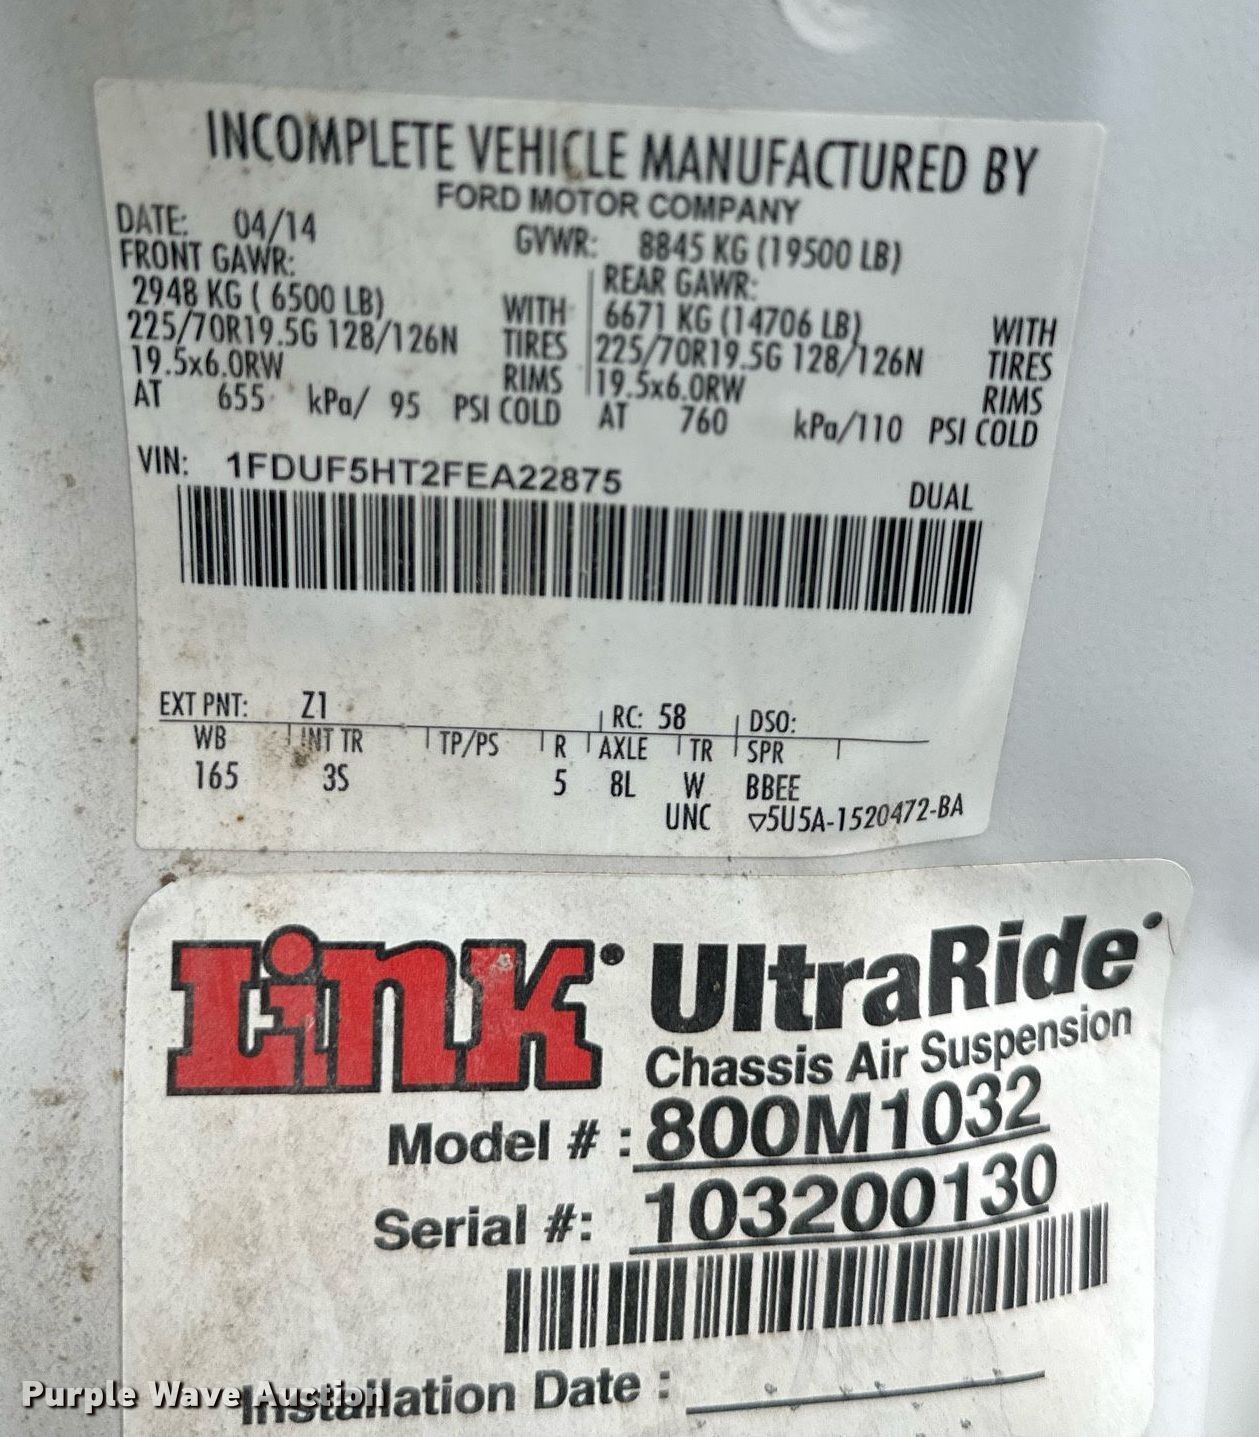 INCOMPLETE VEHICLE MANUFACTURED BY
FORD MOTOR COMPANY
DATE: 04/14 GVWR: 8845 KG (19500 LB)
FRONT GAWR: REAR GAWR:
2948 KG ( 6500 LB) WITH 6671 KG (14706 LB) WITH
225/70R19.5G 128/126N TIRES 225/70R19.5G 128/126N TIRES
19.5x6.0RW RIMS 19.5x6.0RW RIMS
AT 655 kPa/ 95 PSI COLD AT 760 kPa/110 PSI COLD
VIN: 1FDUF5HT2FEA22875
DUAL
EXT PNT: Z1 RC: 58 DSO:
WB INT TR TP/PS R AXLE TR SPR
165 3S 5 8L W BBEE
UNC ▽5U5A-1520472-BA
Link UltraRide
Chassis Air Suspension
Model # : 800M1032
Serial #: 103200130
Installation Date :
Purple Wave Auction